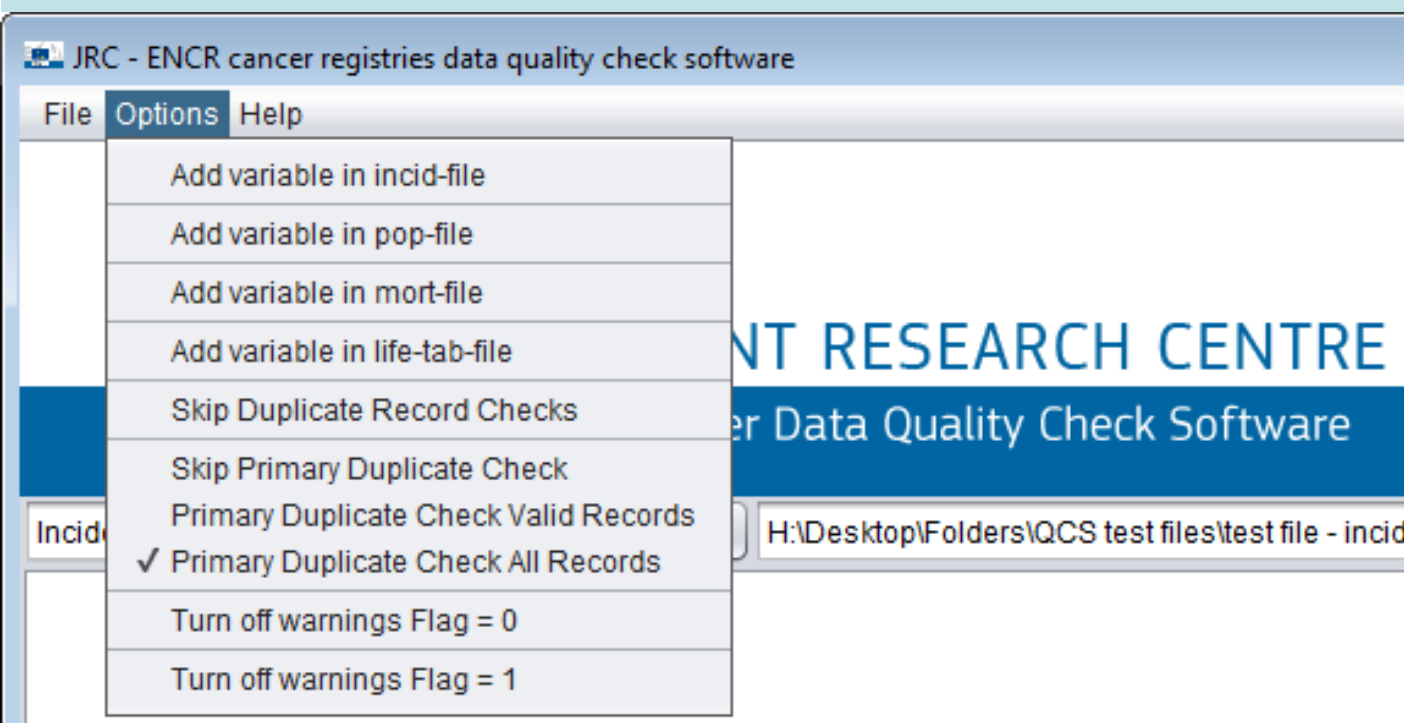 JRC - ENCR cancer registries data quality check software
File Options Help
Add variable in incid-file
Add variable in pop-file
Add variable in mort-file
Add variable in life-tab-file
NT RESEARCH CENTRE
Skip Duplicate Record Checks
er Data Quality Check Software
Skip Primary Duplicate Check
Primary Duplicate Check Valid Records
Incide H:\Desktop\Folders\QCS test files\test file - incid
✓ Primary Duplicate Check All Records
Turn off warnings Flag = 0
Turn off warnings Flag = 1